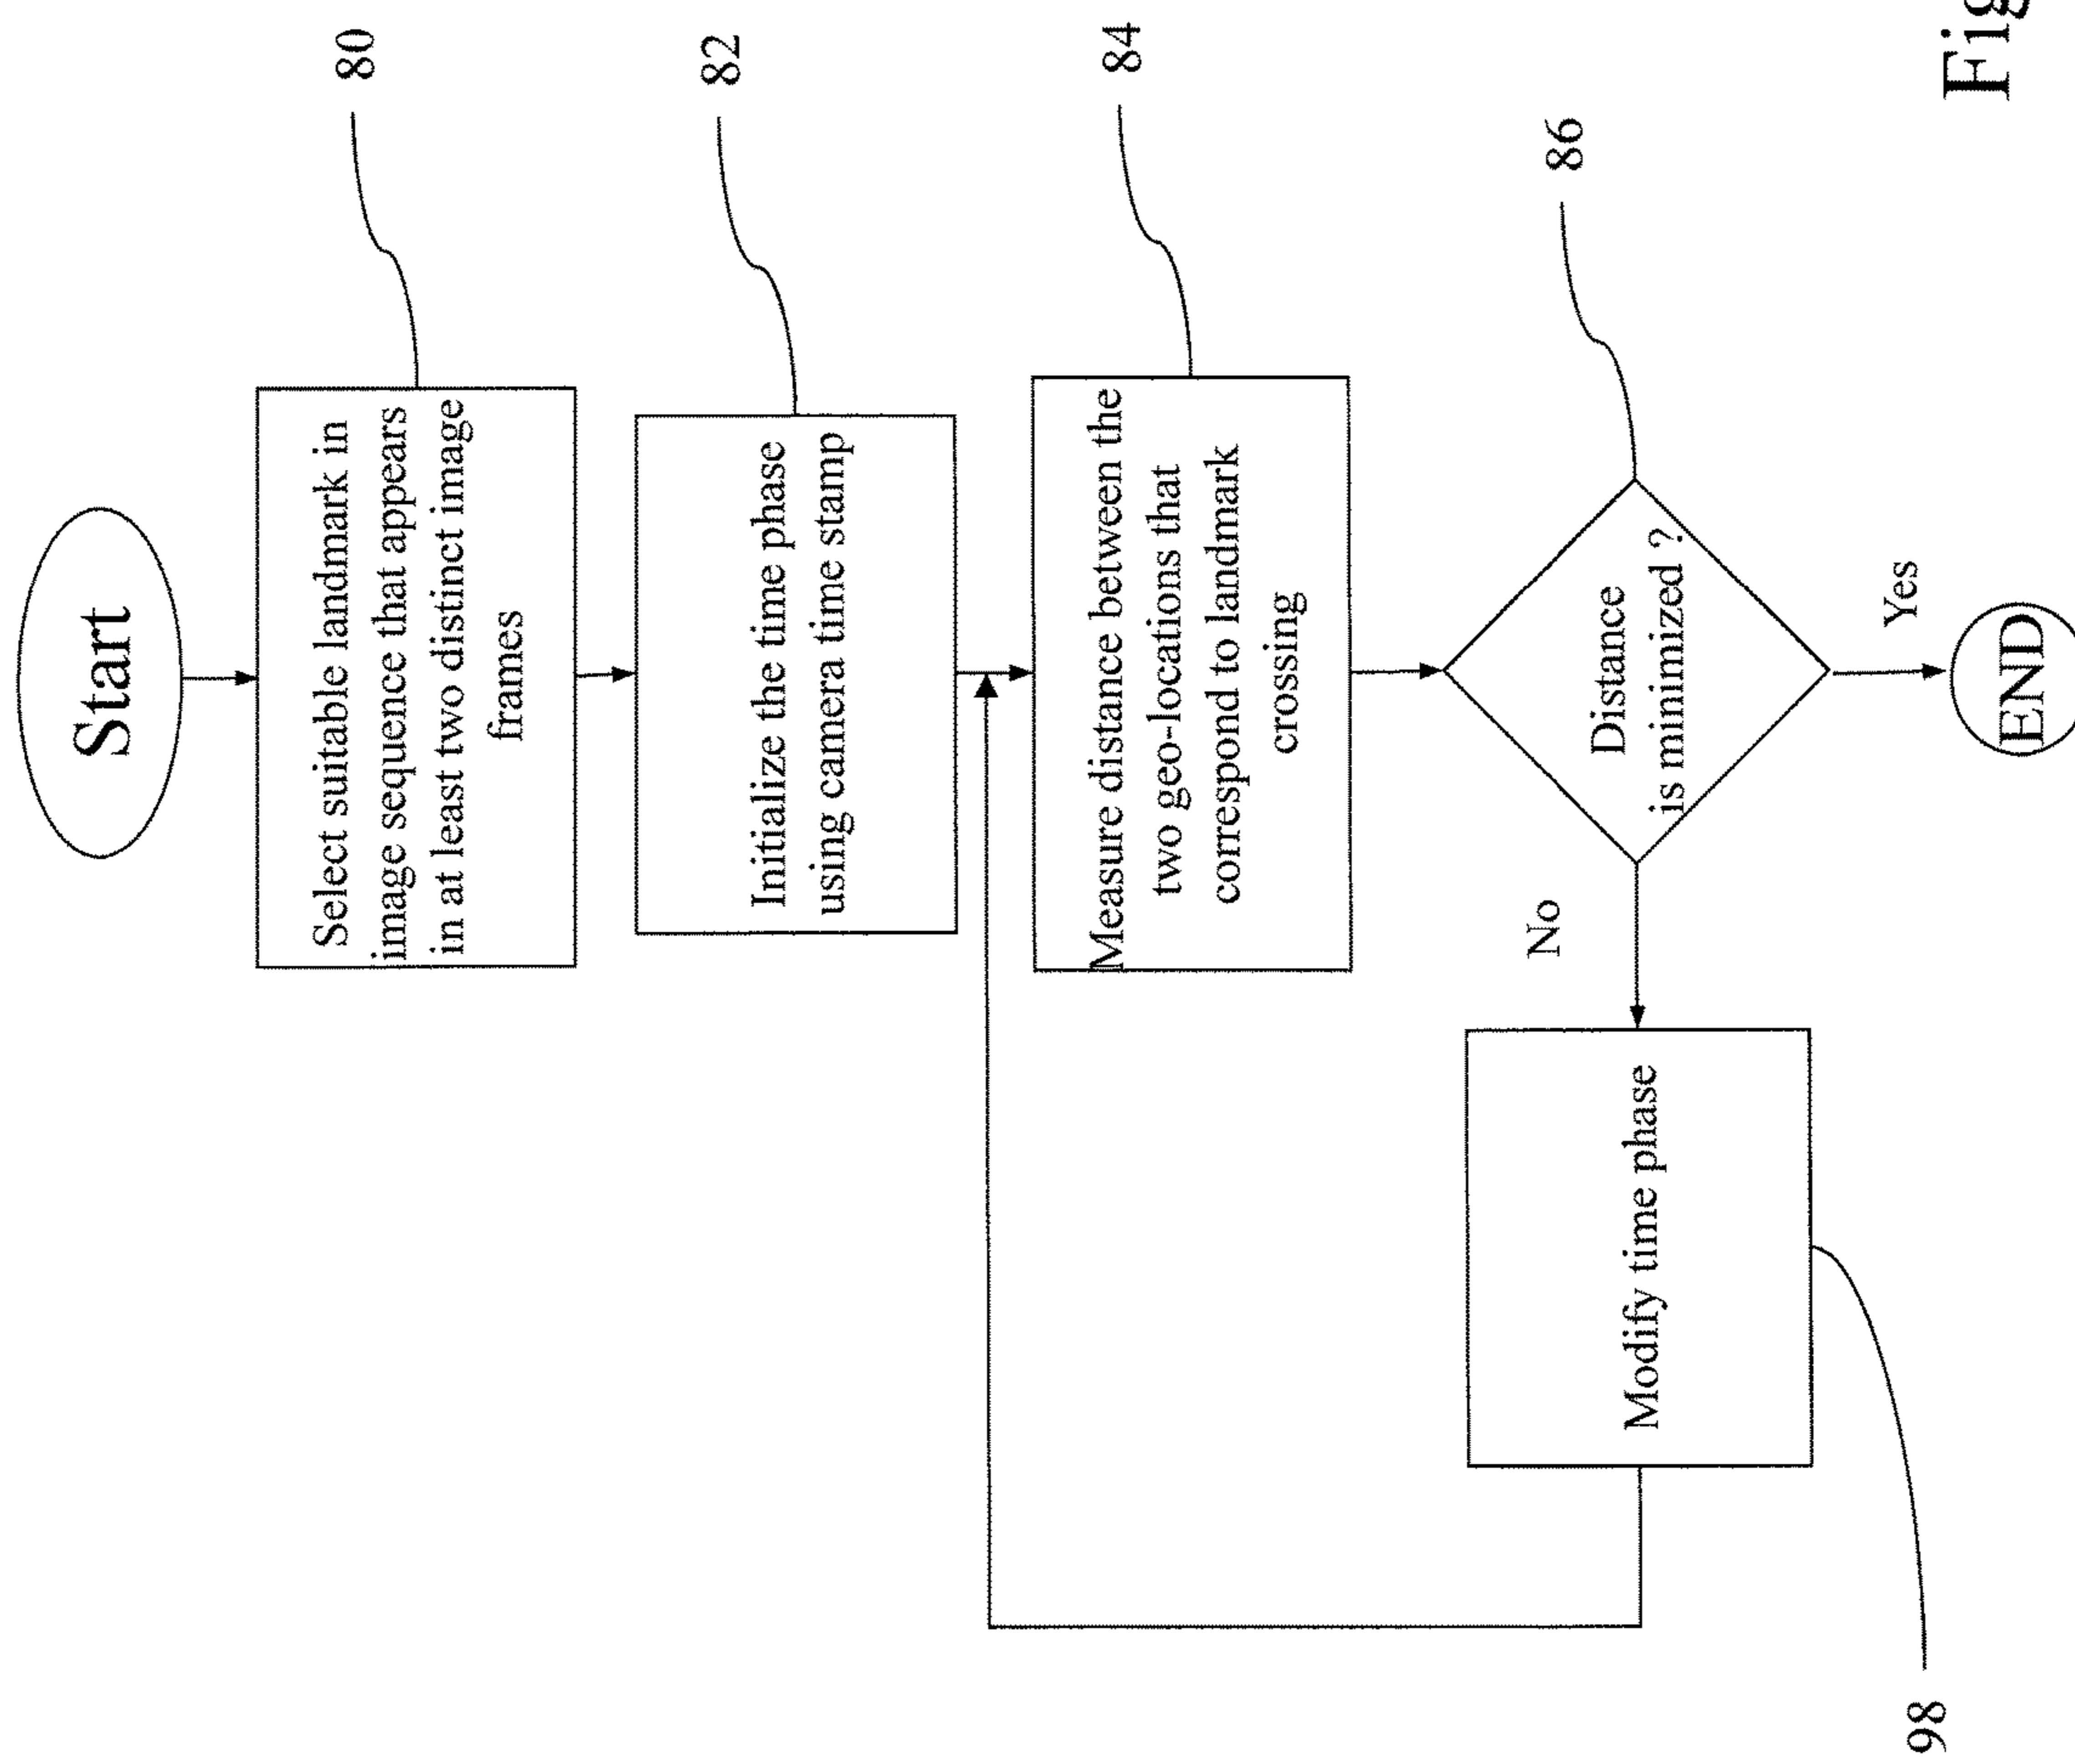 Start
80
Select suitable landmark in
image sequence that appears
in at least two distinct image
frames
82
Initialize the time phase
using camera time stamp
84
Measure distance between the
two geo-locations that
correspond to landmark
crossing
86
Distance
is minimized ?
No
Yes
Modify time phase
98
END